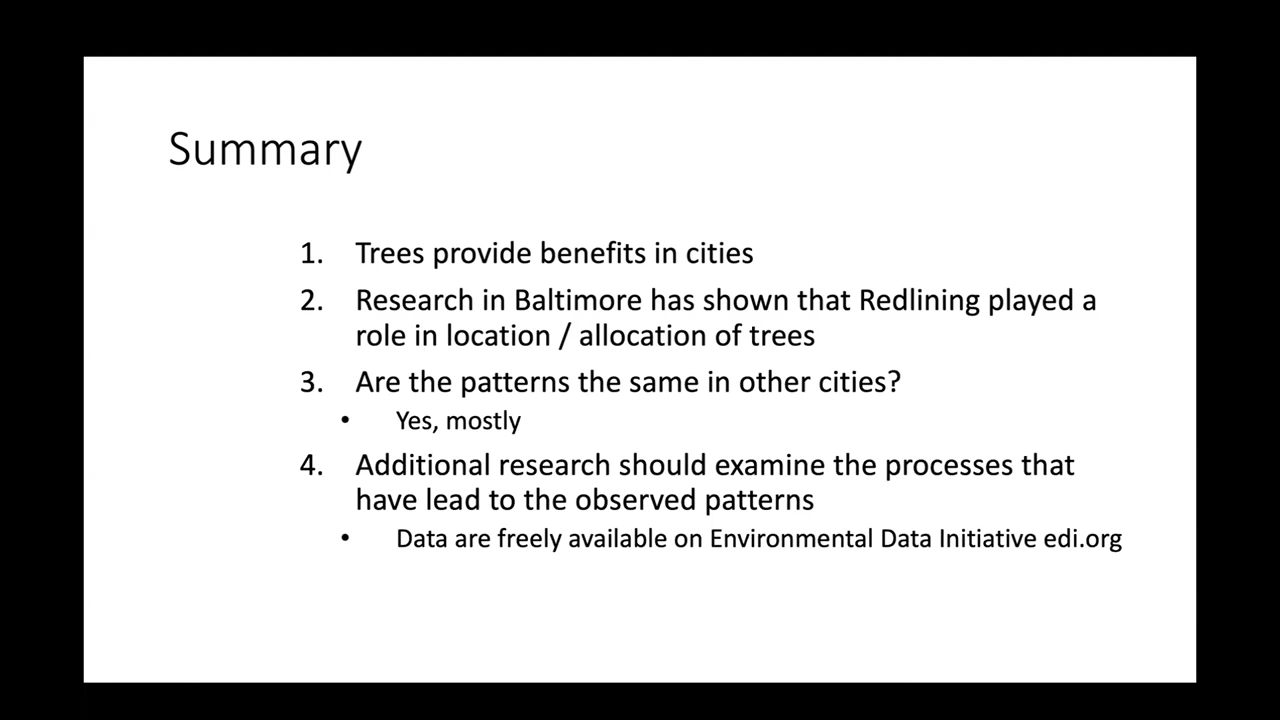 Summary
1. Trees provide benefits in cities
2. Research in Baltimore has shown that Redlining played a
role in location / allocation of trees
3. Are the patterns the same in other cities?
• Yes, mostly
4. Additional research should examine the processes that
have lead to the observed patterns
• Data are freely available on Environmental Data Initiative edi.org